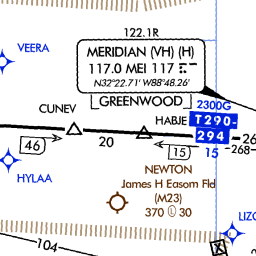 122.1R
VEERA
MERIDIAN (VH) (H)
117.0 MEI 117
N32°22.71' W88°48.26'
GREENWOOD
2300G
CUNEV
HABJE
T290-
294
26
-268-
46
20
15
15
HYLAA
NEWTON
James H Easom Fld
(M23)
370 L 30
LIZO
104
X